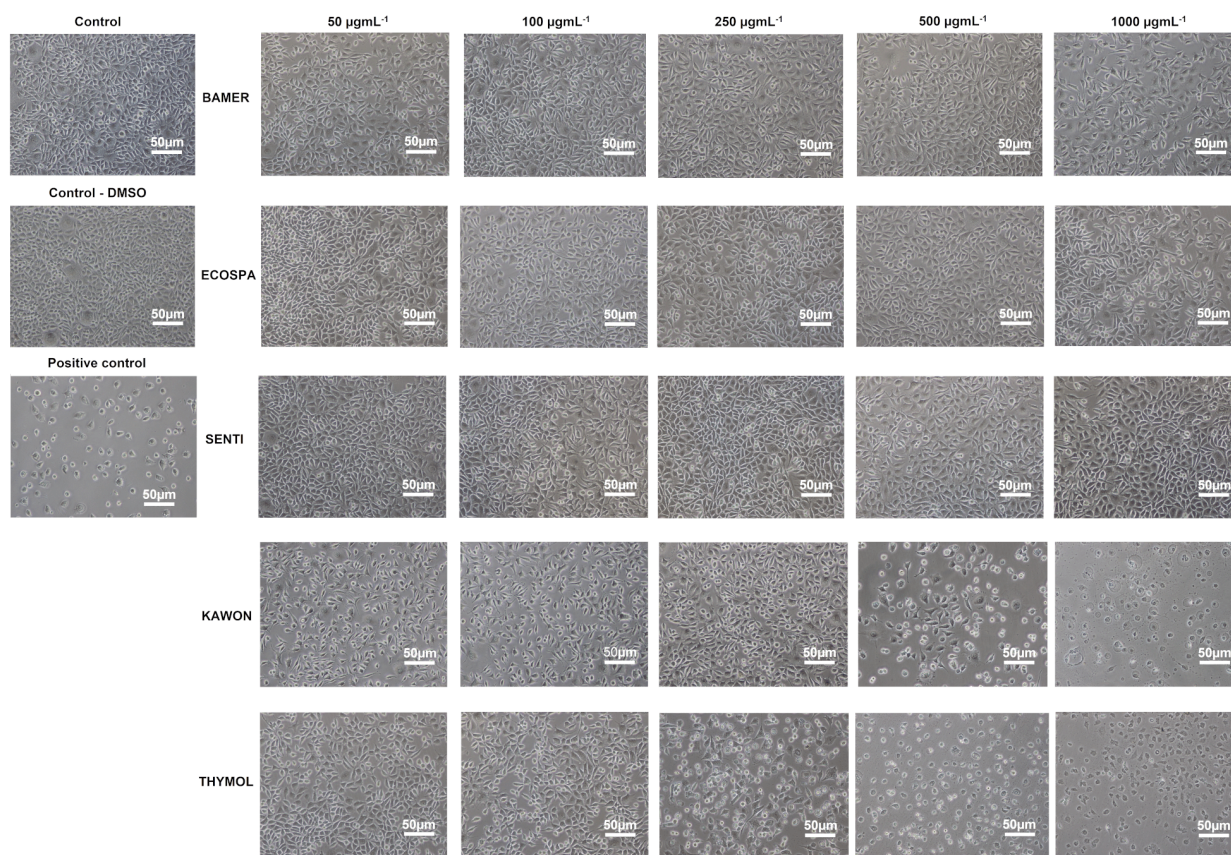 Control 50 µgmL⁻¹ 100 µgmL⁻¹ 250 µgmL⁻¹ 500 µgmL⁻¹ 1000 µgmL⁻¹
BAMER
50µm 50µm 50µm 50µm 50µm 50µm
Control - DMSO
ECOSPA
50µm 50µm 50µm 50µm 50µm 50µm
Positive control
SENTI
50µm 50µm 50µm 50µm 50µm 50µm
KAWON
50µm 50µm 50µm 50µm 50µm
THYMOL
50µm 50µm 50µm 50µm 50µm